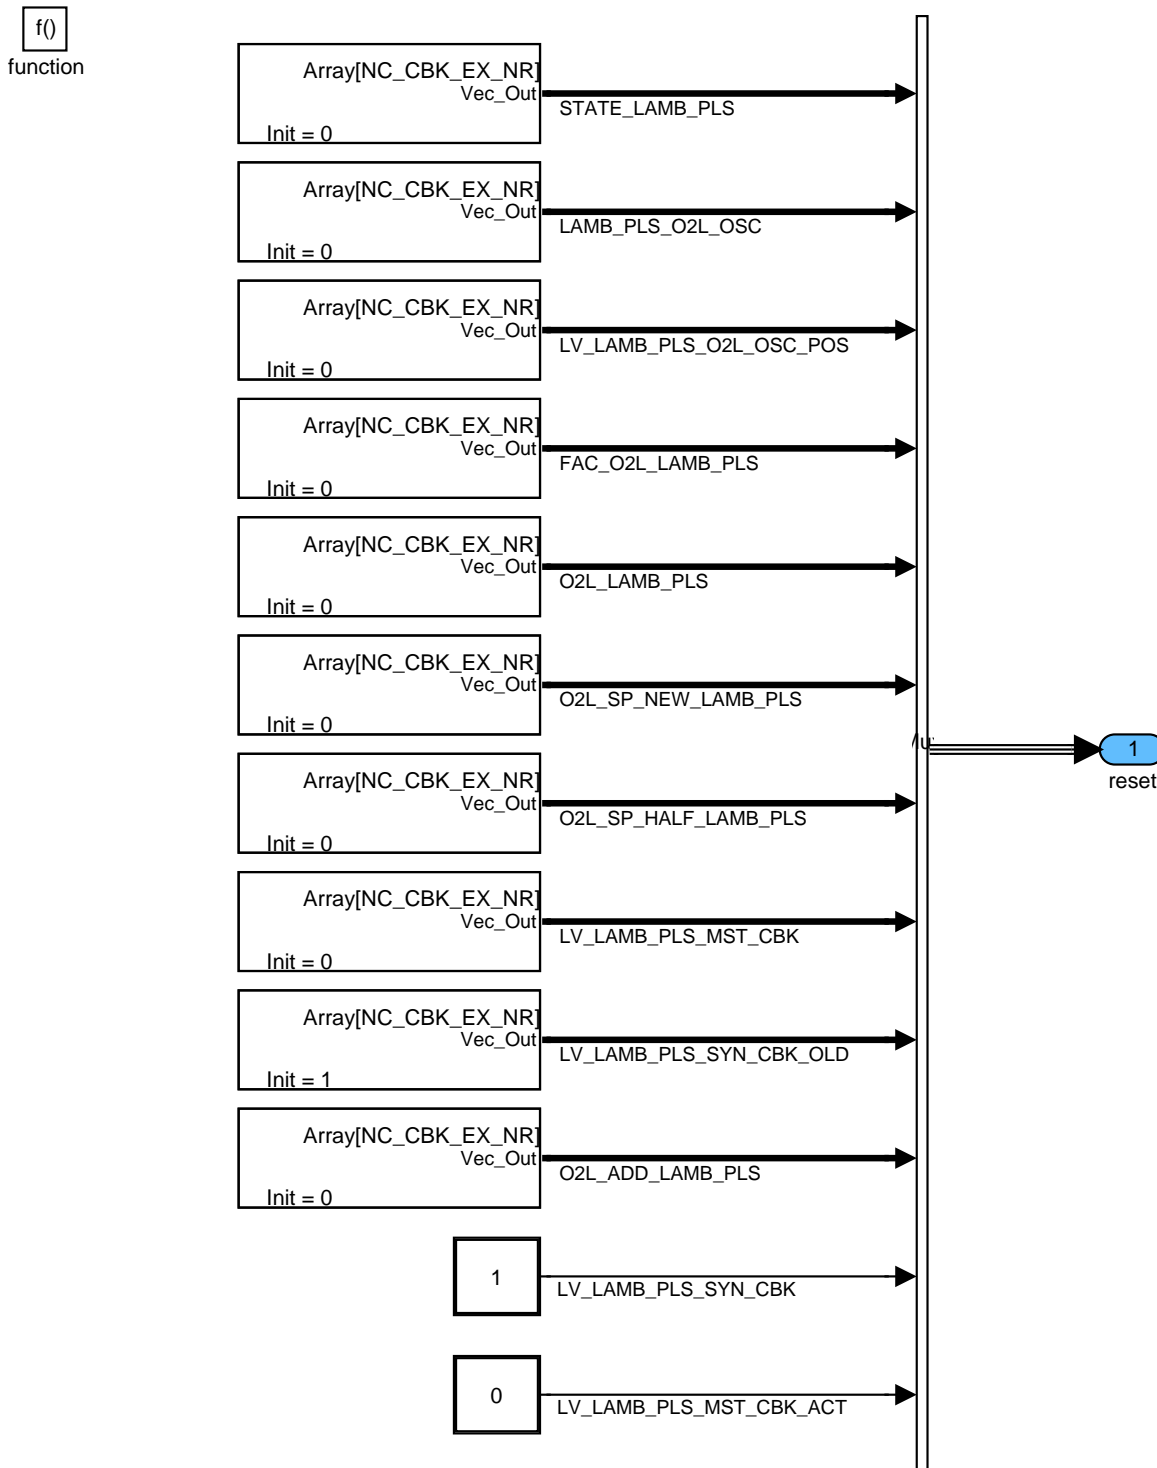 f()
function
Array[NC_CBK_EX_NR]
Vec_Out
STATE_LAMB_PLS
Init = 0
Array[NC_CBK_EX_NR]
Vec_Out
LAMB_PLS_O2L_OSC
Init = 0
Array[NC_CBK_EX_NR]
Vec_Out
LV_LAMB_PLS_O2L_OSC_POS
Init = 0
Array[NC_CBK_EX_NR]
Vec_Out
FAC_O2L_LAMB_PLS
Init = 0
Array[NC_CBK_EX_NR]
Vec_Out
O2L_LAMB_PLS
Init = 0
Array[NC_CBK_EX_NR]
Vec_Out
O2L_SP_NEW_LAMB_PLS
Init = 0
1
reset
Array[NC_CBK_EX_NR]
Vec_Out
O2L_SP_HALF_LAMB_PLS
Init = 0
Array[NC_CBK_EX_NR]
Vec_Out
LV_LAMB_PLS_MST_CBK
Init = 0
Array[NC_CBK_EX_NR]
Vec_Out
LV_LAMB_PLS_SYN_CBK_OLD
Init = 1
Array[NC_CBK_EX_NR]
Vec_Out
O2L_ADD_LAMB_PLS
Init = 0
1
LV_LAMB_PLS_SYN_CBK
0
LV_LAMB_PLS_MST_CBK_ACT